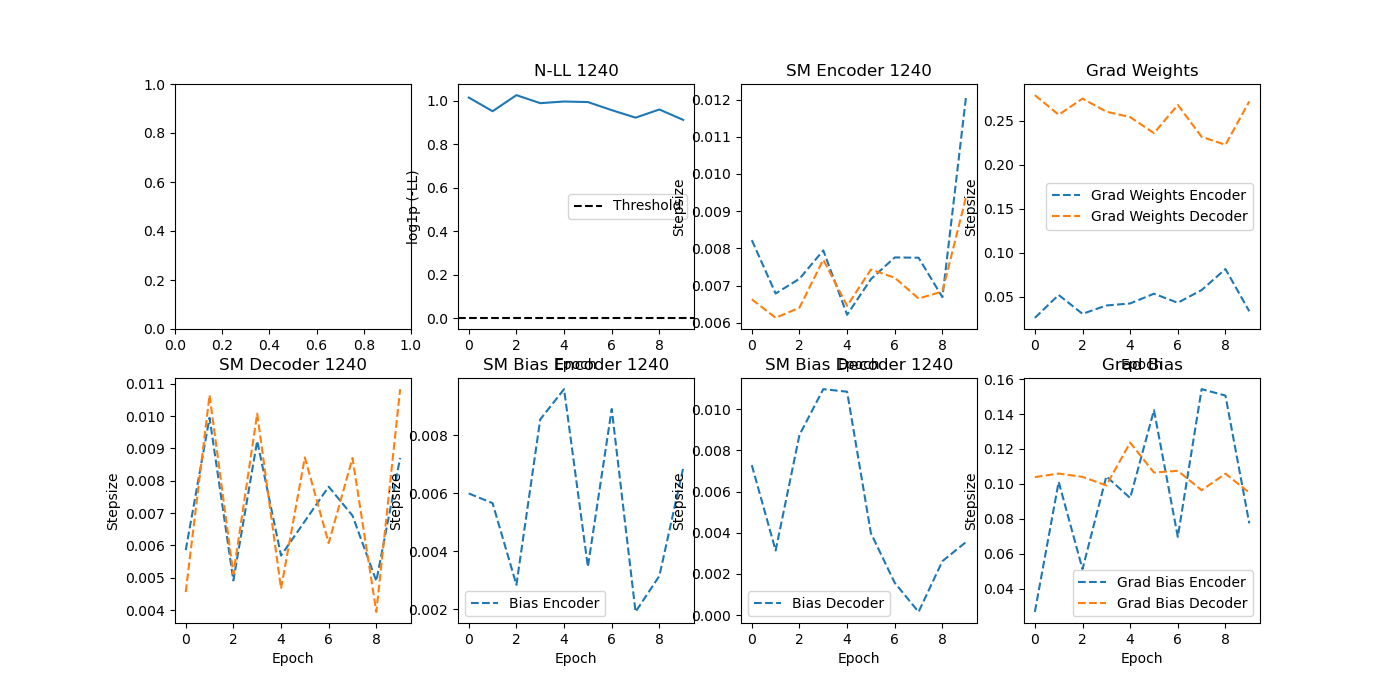 N-LL 1240
SM Encoder 1240
Grad Weights
1.0
0.8
0.6
0.4
0.2
0.0
0.0 0.2 0.4 0.6 0.8 1.0
log1p (-LL)
1.0
0.8
0.6
0.4
0.2
0.0
Threshold
0 2 4 6 8
Epoch
Stepsize
0.012
0.011
0.010
0.009
0.008
0.007
0.006
0 2 4 6 8
Epoch
Stepsize
0.25
0.20
0.15
0.10
0.05
Grad Weights Encoder
Grad Weights Decoder
0 2 4 6 8
Epoch
SM Decoder 1240
SM Bias Encoder 1240
SM Bias Decoder 1240
Grad Bias
Stepsize
0.011
0.010
0.009
0.008
0.007
0.006
0.005
0.004
0 2 4 6 8
Epoch
Stepsize
0.008
0.006
0.004
0.002
Bias Encoder
0 2 4 6 8
Epoch
Stepsize
0.010
0.008
0.006
0.004
0.002
0.000
Bias Decoder
0 2 4 6 8
Epoch
Stepsize
0.16
0.14
0.12
0.10
0.08
0.06
0.04
Grad Bias Encoder
Grad Bias Decoder
0 2 4 6 8
Epoch